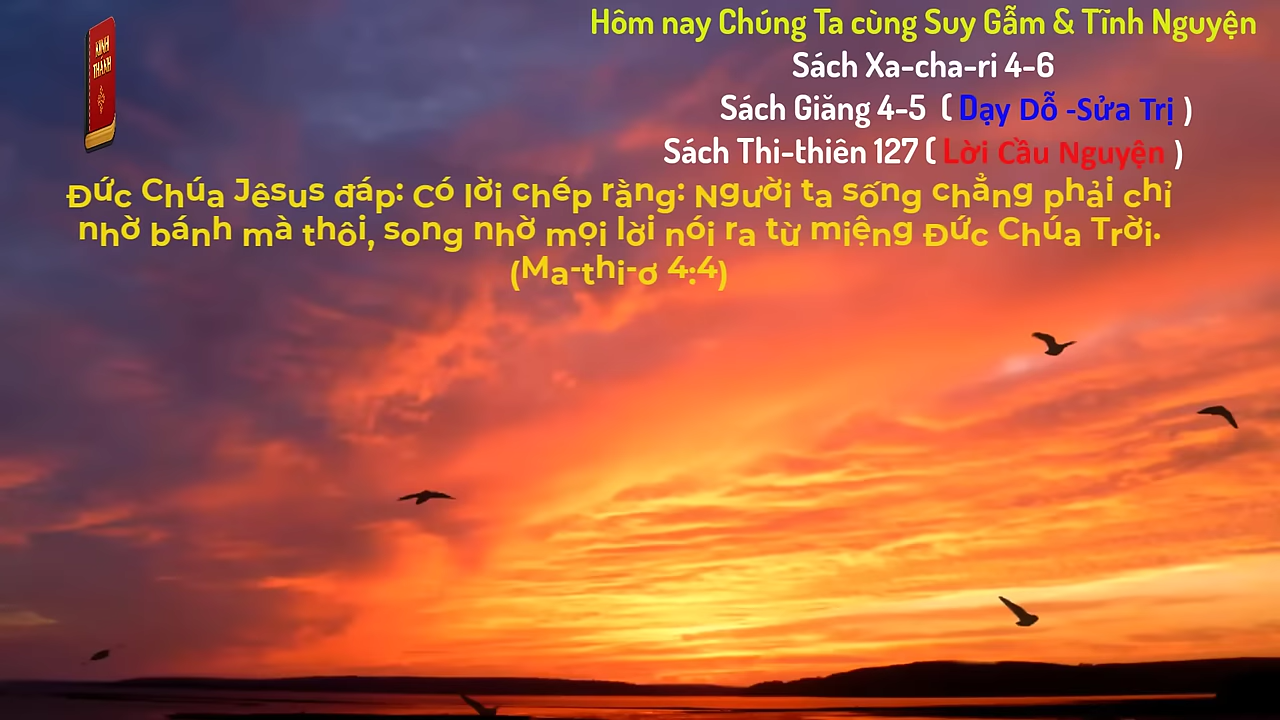 KINH
THÁNH
Hôm nay Chúng Ta cùng Suy Gẫm & Tĩnh Nguyện
Sách Xa-cha-ri 4-6
Sách Giăng 4-5 ( Dạy Dỗ -Sửa Trị )
Sách Thi-thiên 127 ( Lời Cầu Nguyện )
Đức Chúa Jêsus đáp: Có lời chép rằng: Người ta sống chẳng phải chỉ
nhờ bánh mà thôi, song nhờ mọi lời nói ra từ miệng Đức Chúa Trời.
(Ma-thi-ơ 4:4)